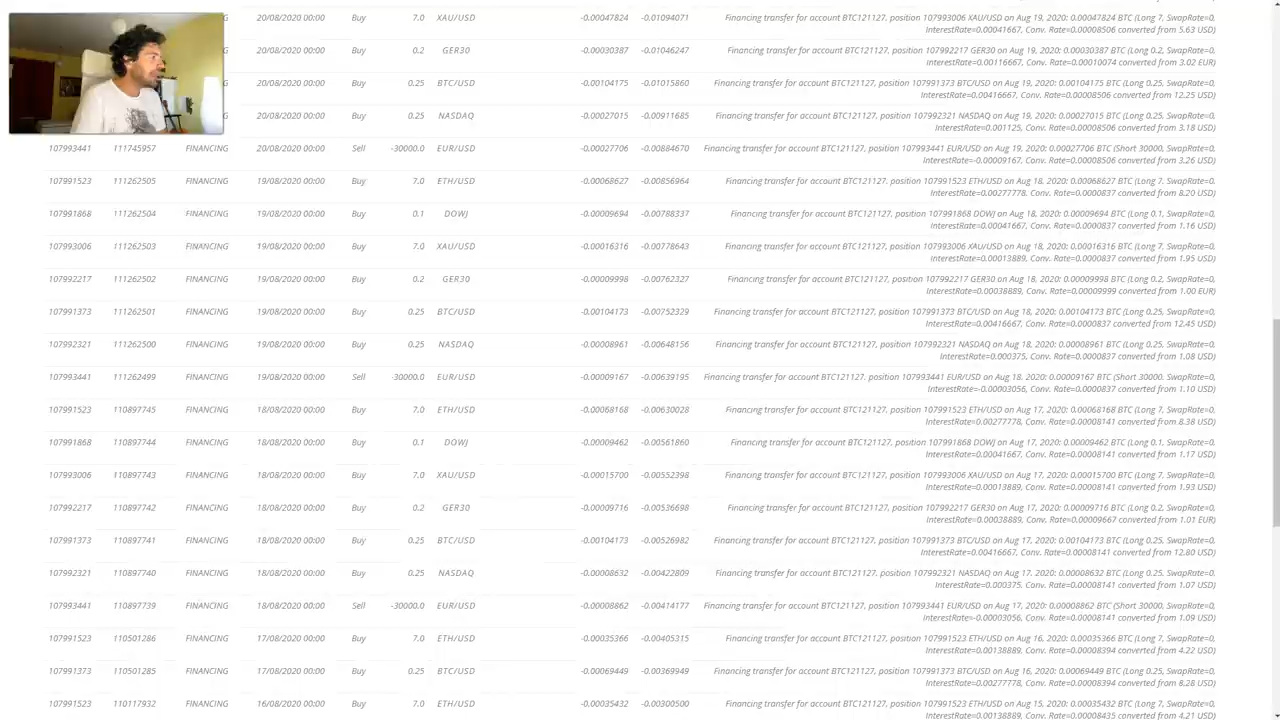 G 20/08/2020 00:00 Buy 7.0 XAU/USD -0.00047824 -0.01094071 Financing transfer for account BTC121127, position 107993006 XAU/USD on Aug 19, 2020: 0.00047824 BTC (Long 7, SwapRate=0,
InterestRate=0.00041667, Conv. Rate=0.00008506 converted from 5.63 USD)
G 20/08/2020 00:00 Buy 0.2 GER30 -0.00030387 -0.01046247 Financing transfer for account BTC121127, position 107992217 GER30 on Aug 19, 2020: 0.00030387 BTC (Long 0.2, SwapRate=0,
InterestRate=0.00116667, Conv. Rate=0.00010074 converted from 3.02 EUR)
20/08/2020 00:00 Buy 0.25 BTC/USD -0.00104175 -0.01015860 Financing transfer for account BTC121127, position 107991373 BTC/USD on Aug 19, 2020: 0.00104175 BTC (Long 0.25, SwapRate=0,
InterestRate=0.00416667, Conv. Rate=0.00008506 converted from 12.25 USD)
G 20/08/2020 00:00 Buy 0.25 NASDAQ -0.00027015 -0.00911685 Financing transfer for account BTC121127, position 107992321 NASDAQ on Aug 19, 2020: 0.00027015 BTC (Long 0.25, SwapRate=0,
InterestRate=0.001125, Conv. Rate=0.00008506 converted from 3.18 USD)
107993441 111745957 FINANCING 20/08/2020 00:00 Sell -30000.0 EUR/USD -0.00027706 -0.00884670 Financing transfer for account BTC121127, position 107993441 EUR/USD on Aug 19, 2020: 0.00027706 BTC (Short 30000, SwapRate=0,
InterestRate=-0.00009167, Conv. Rate=0.00008506 converted from 3.26 USD)
107991523 111262505 FINANCING 19/08/2020 00:00 Buy 7.0 ETH/USD -0.00068627 -0.00856964 Financing transfer for account BTC121127, position 107991523 ETH/USD on Aug 18, 2020: 0.00068627 BTC (Long 7, SwapRate=0,
InterestRate=0.00277778, Conv. Rate=0.0000837 converted from 8.20 USD)
107991868 111262504 FINANCING 19/08/2020 00:00 Buy 0.1 DOWJ -0.00009694 -0.00788337 Financing transfer for account BTC121127, position 107991868 DOWJ on Aug 18, 2020: 0.00009694 BTC (Long 0.1, SwapRate=0,
InterestRate=0.00041667, Conv. Rate=0.0000837 converted from 1.16 USD)
107993006 111262503 FINANCING 19/08/2020 00:00 Buy 7.0 XAU/USD -0.00016316 -0.00778643 Financing transfer for account BTC121127, position 107993006 XAU/USD on Aug 18, 2020: 0.00016316 BTC (Long 7, SwapRate=0,
InterestRate=0.00013889, Conv. Rate=0.0000837 converted from 1.95 USD)
107992217 111262502 FINANCING 19/08/2020 00:00 Buy 0.2 GER30 -0.00009998 -0.00762327 Financing transfer for account BTC121127, position 107992217 GER30 on Aug 18, 2020: 0.00009998 BTC (Long 0.2, SwapRate=0,
InterestRate=0.00038889, Conv. Rate=0.00009999 converted from 1.00 EUR)
107991373 111262501 FINANCING 19/08/2020 00:00 Buy 0.25 BTC/USD -0.00104173 -0.00752329 Financing transfer for account BTC121127, position 107991373 BTC/USD on Aug 18, 2020: 0.00104173 BTC (Long 0.25, SwapRate=0,
InterestRate=0.00416667, Conv. Rate=0.0000837 converted from 12.45 USD)
107992321 111262500 FINANCING 19/08/2020 00:00 Buy 0.25 NASDAQ -0.00008961 -0.00648156 Financing transfer for account BTC121127, position 107992321 NASDAQ on Aug 18, 2020: 0.00008961 BTC (Long 0.25, SwapRate=0,
InterestRate=0.000375, Conv. Rate=0.0000837 converted from 1.08 USD)
107993441 111262499 FINANCING 19/08/2020 00:00 Sell -30000.0 EUR/USD -0.00009167 -0.00639195 Financing transfer for account BTC121127, position 107993441 EUR/USD on Aug 18, 2020: 0.00009167 BTC (Short 30000, SwapRate=0,
InterestRate=-0.00003056, Conv. Rate=0.0000837 converted from 1.10 USD)
107991523 110897745 FINANCING 18/08/2020 00:00 Buy 7.0 ETH/USD -0.00068168 -0.00630028 Financing transfer for account BTC121127, position 107991523 ETH/USD on Aug 17, 2020: 0.00068168 BTC (Long 7, SwapRate=0,
InterestRate=0.00277778, Conv. Rate=0.00008141 converted from 8.38 USD)
107991868 110897744 FINANCING 18/08/2020 00:00 Buy 0.1 DOWJ -0.00009462 -0.00561860 Financing transfer for account BTC121127, position 107991868 DOWJ on Aug 17, 2020: 0.00009462 BTC (Long 0.1, SwapRate=0,
InterestRate=0.00041667, Conv. Rate=0.00008141 converted from 1.17 USD)
107993006 110897743 FINANCING 18/08/2020 00:00 Buy 7.0 XAU/USD -0.00015700 -0.00552398 Financing transfer for account BTC121127, position 107993006 XAU/USD on Aug 17, 2020: 0.00015700 BTC (Long 7, SwapRate=0,
InterestRate=0.00013889, Conv. Rate=0.00008141 converted from 1.93 USD)
107992217 110897742 FINANCING 18/08/2020 00:00 Buy 0.2 GER30 -0.00009716 -0.00536698 Financing transfer for account BTC121127, position 107992217 GER30 on Aug 17, 2020: 0.00009716 BTC (Long 0.2, SwapRate=0,
InterestRate=0.00038889, Conv. Rate=0.00009667 converted from 1.01 EUR)
107991373 110897741 FINANCING 18/08/2020 00:00 Buy 0.25 BTC/USD -0.00104173 -0.00526982 Financing transfer for account BTC121127, position 107991373 BTC/USD on Aug 17, 2020: 0.00104173 BTC (Long 0.25, SwapRate=0,
InterestRate=0.00416667, Conv. Rate=0.00008141 converted from 12.80 USD)
107992321 110897740 FINANCING 18/08/2020 00:00 Buy 0.25 NASDAQ -0.00008632 -0.00422809 Financing transfer for account BTC121127, position 107992321 NASDAQ on Aug 17, 2020: 0.00008632 BTC (Long 0.25, SwapRate=0,
InterestRate=0.000375, Conv. Rate=0.00008141 converted from 1.07 USD)
107993441 110897739 FINANCING 18/08/2020 00:00 Sell -30000.0 EUR/USD -0.00008862 -0.00414177 Financing transfer for account BTC121127, position 107993441 EUR/USD on Aug 17, 2020: 0.00008862 BTC (Short 30000, SwapRate=0,
InterestRate=-0.00003056, Conv. Rate=0.00008141 converted from 1.09 USD)
107991523 110501286 FINANCING 17/08/2020 00:00 Buy 7.0 ETH/USD -0.00035366 -0.00405315 Financing transfer for account BTC121127, position 107991523 ETH/USD on Aug 16, 2020: 0.00035366 BTC (Long 7, SwapRate=0,
InterestRate=0.00138889, Conv. Rate=0.00008394 converted from 4.22 USD)
107991373 110501285 FINANCING 17/08/2020 00:00 Buy 0.25 BTC/USD -0.00069449 -0.00369949 Financing transfer for account BTC121127, position 107991373 BTC/USD on Aug 16, 2020: 0.00069449 BTC (Long 0.25, SwapRate=0,
InterestRate=0.00277778, Conv. Rate=0.00008394 converted from 8.28 USD)
107991523 110117932 FINANCING 16/08/2020 00:00 Buy 7.0 ETH/USD -0.00035432 -0.00300500 Financing transfer for account BTC121127, position 107991523 ETH/USD on Aug 15, 2020: 0.00035432 BTC (Long 7, SwapRate=0,
InterestRate=0.00138889, Conv. Rate=0.00008435 converted from 4.21 USD)